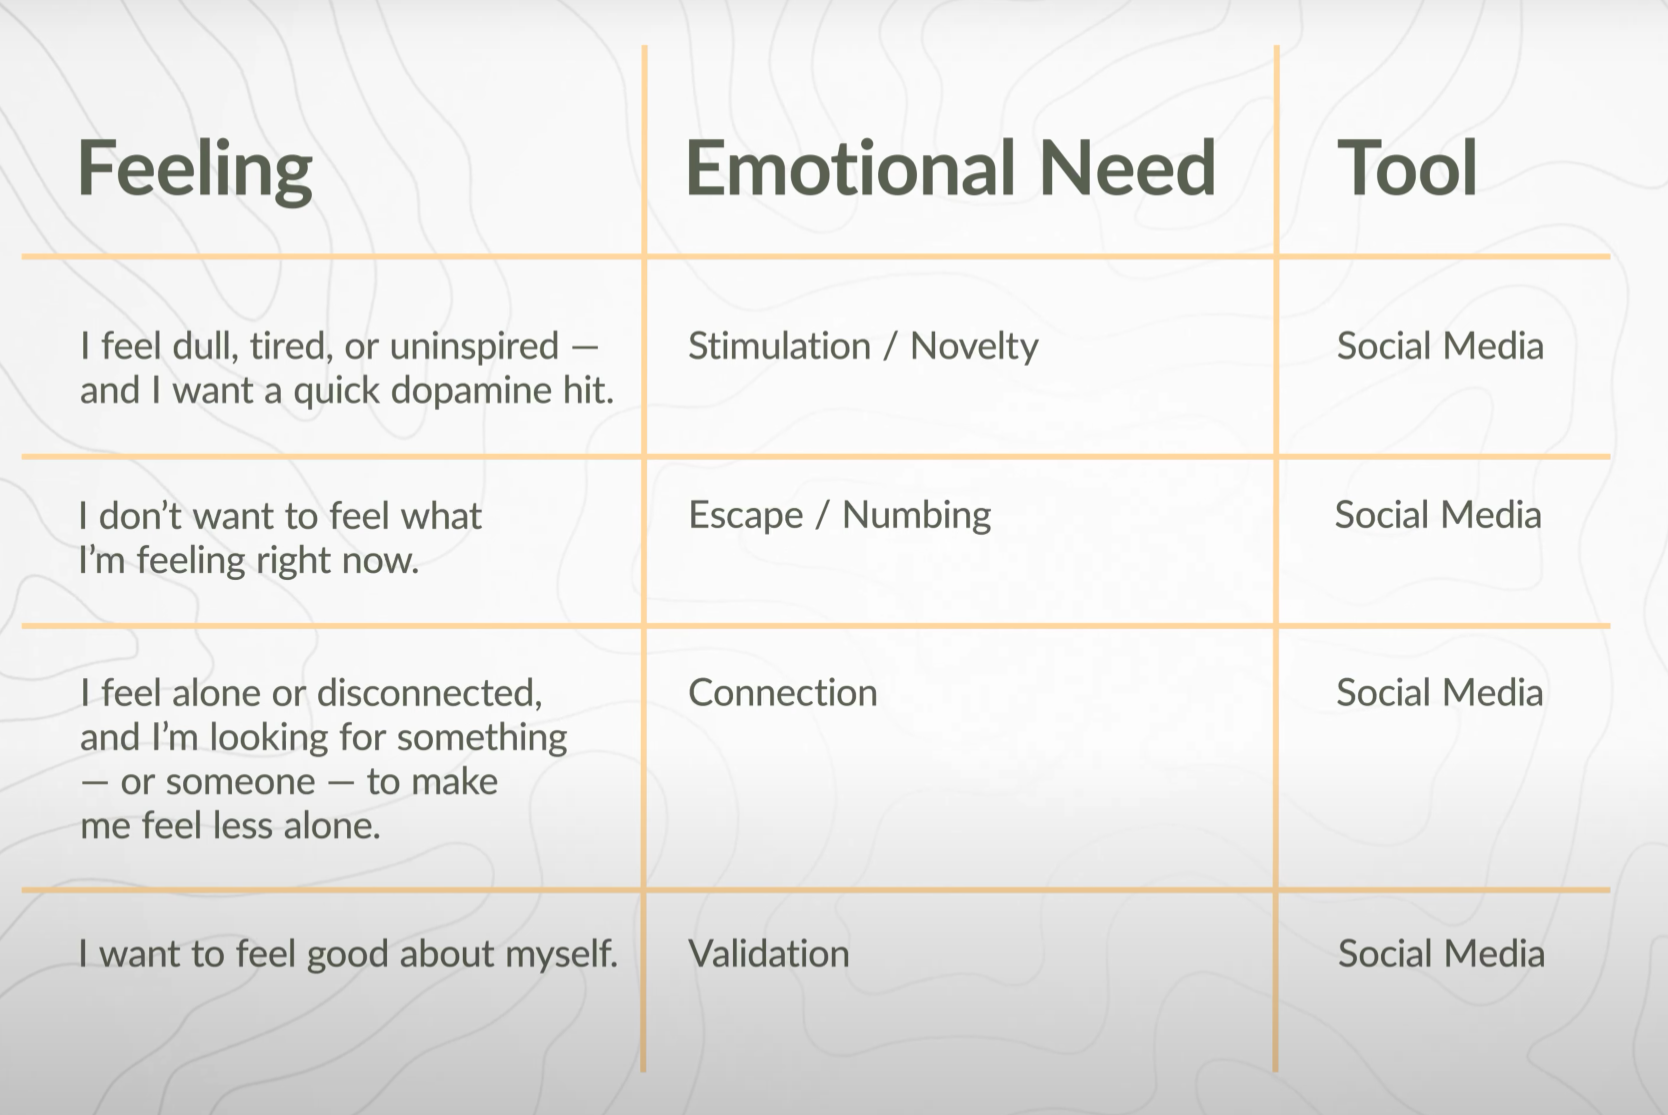 Feeling
Emotional Need
Tool
I feel dull, tired, or uninspired —
and I want a quick dopamine hit.
Stimulation / Novelty
Social Media
I don’t want to feel what
I’m feeling right now.
Escape / Numbing
Social Media
I feel alone or disconnected,
and I’m looking for something
— or someone — to make
me feel less alone.
Connection
Social Media
I want to feel good about myself.
Validation
Social Media